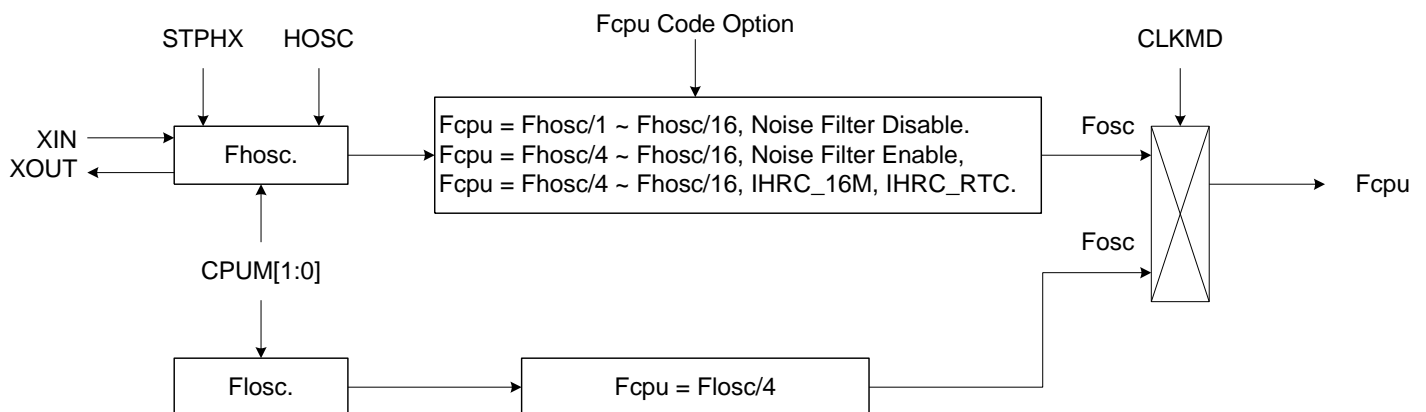 Fcpu Code Option
STPHX
HOSC
CLKMD
XIN
XOUT
Fhosc.
Fcpu = Fhosc/1 ~ Fhosc/16, Noise Filter Disable.
Fcpu = Fhosc/4 ~ Fhosc/16, Noise Filter Enable,
Fcpu = Fhosc/4 ~ Fhosc/16, IHRC_16M, IHRC_RTC.
Fosc
Fcpu
Fosc
CPUM[1:0]
Flosc.
Fcpu = Flosc/4